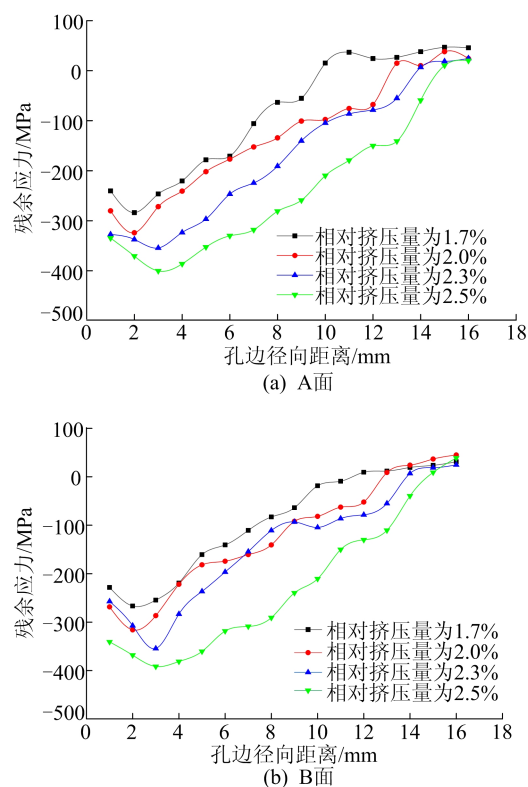 100
0
−100
−200
−300
−400
−500
残余应力/MPa
相对挤压量为1.7%
相对挤压量为2.0%
相对挤压量为2.3%
相对挤压量为2.5%
0 2 4 6 8 10 12 14 16 18
孔边径向距离/mm
(a) A面
100
0
−100
−200
−300
−400
−500
残余应力/MPa
相对挤压量为1.7%
相对挤压量为2.0%
相对挤压量为2.3%
相对挤压量为2.5%
0 2 4 6 8 10 12 14 16 18
孔边径向距离/mm
(b) B面